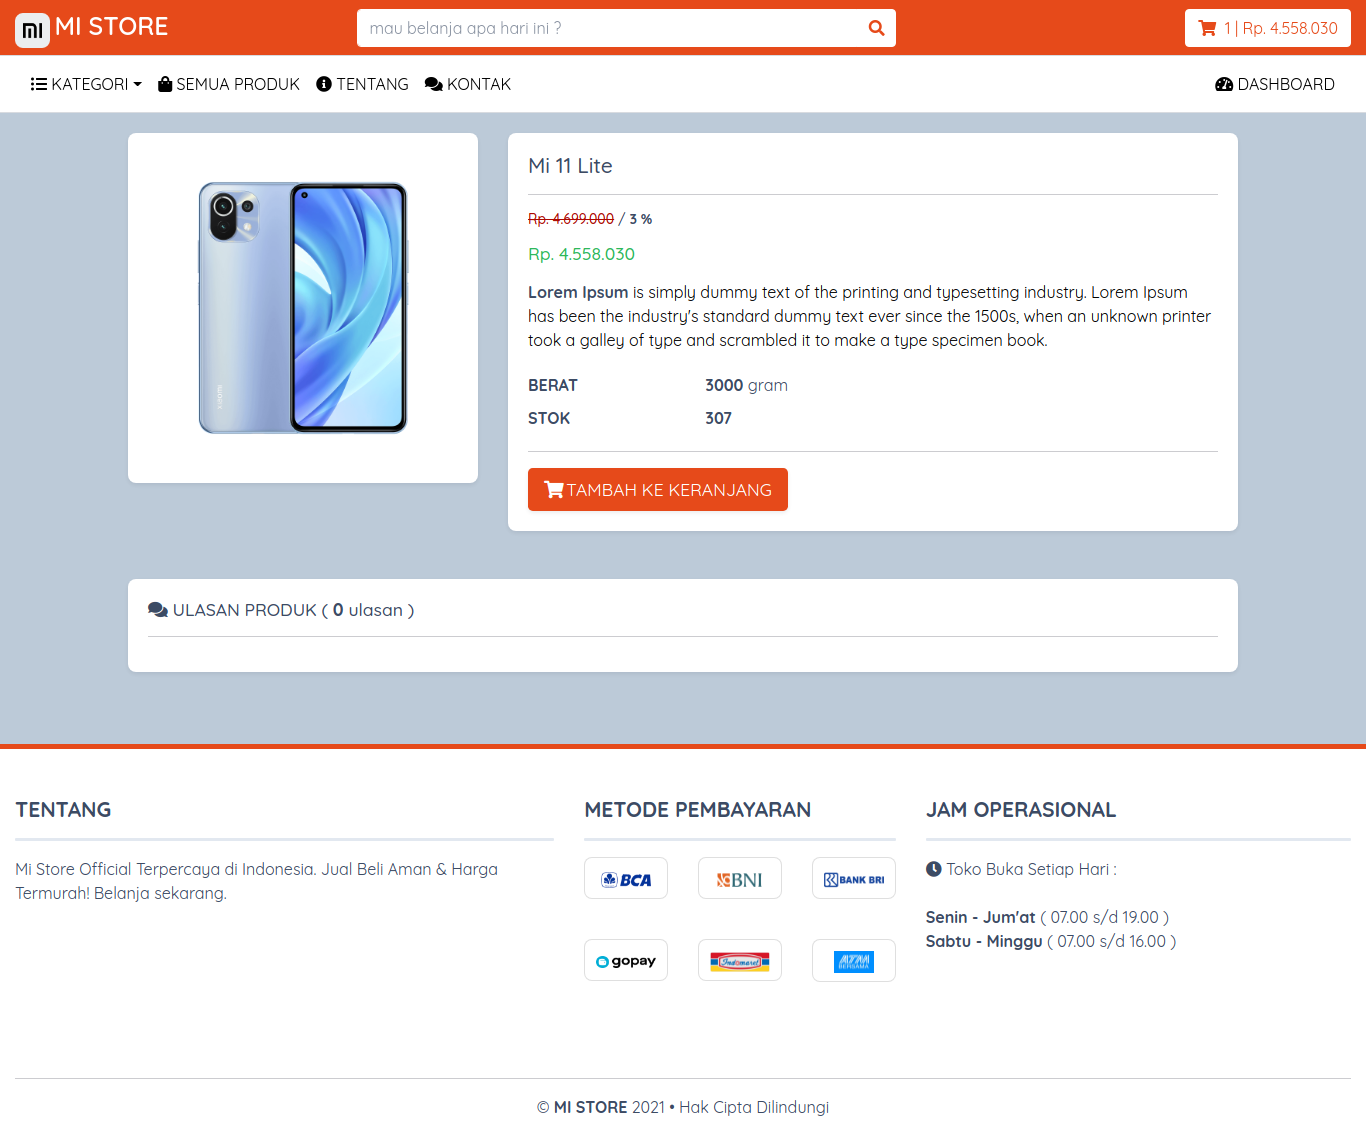 MI STORE
mau belanja apa hari ini ?
1 | Rp. 4.558.030
KATEGORI
SEMUA PRODUK
TENTANG
KONTAK
DASHBOARD
Mi 11 Lite
Rp. 4.699.000 / 3 %
Rp. 4.558.030
Lorem Ipsum is simply dummy text of the printing and typesetting industry. Lorem Ipsum
has been the industry's standard dummy text ever since the 1500s, when an unknown printer
took a galley of type and scrambled it to make a type specimen book.
BERAT 3000 gram
STOK 307
TAMBAH KE KERANJANG
XIAOMI
ULASAN PRODUK ( 0 ulasan )
TENTANG
Mi Store Official Terpercaya di Indonesia. Jual Beli Aman & Harga
Termurah! Belanja sekarang.
METODE PEMBAYARAN
BCA
BNI
BANK BRI
gopay
Indomaret
ATM
BERSAMA
JAM OPERASIONAL
Toko Buka Setiap Hari :
Senin - Jum'at ( 07.00 s/d 19.00 )
Sabtu - Minggu ( 07.00 s/d 16.00 )
© MI STORE 2021 • Hak Cipta Dilindungi